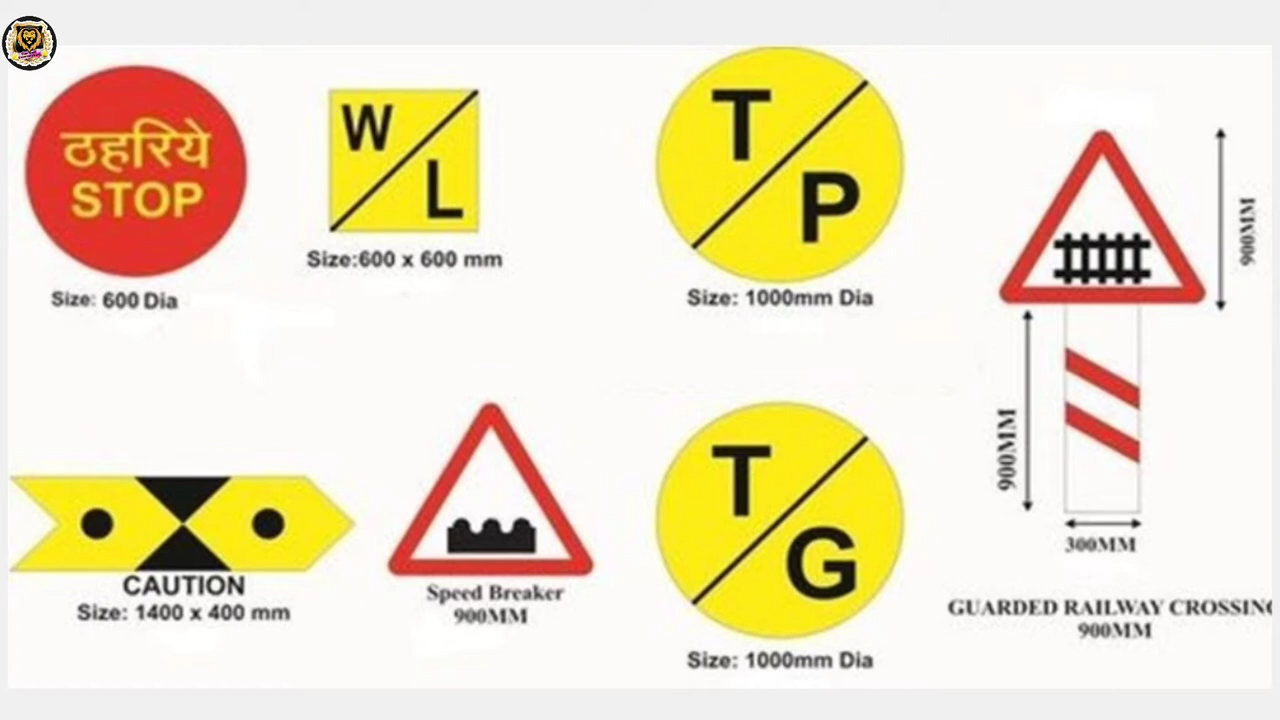 ठहरिये
STOP
Size: 600 Dia
W
L
Size:600 x 600 mm
T
P
Size: 1000mm Dia
900MM
900MM
300MM
GUARDED RAILWAY CROSSING
900MM
CAUTION
Size: 1400 x 400 mm
Speed Breaker
900MM
T
G
Size: 1000mm Dia